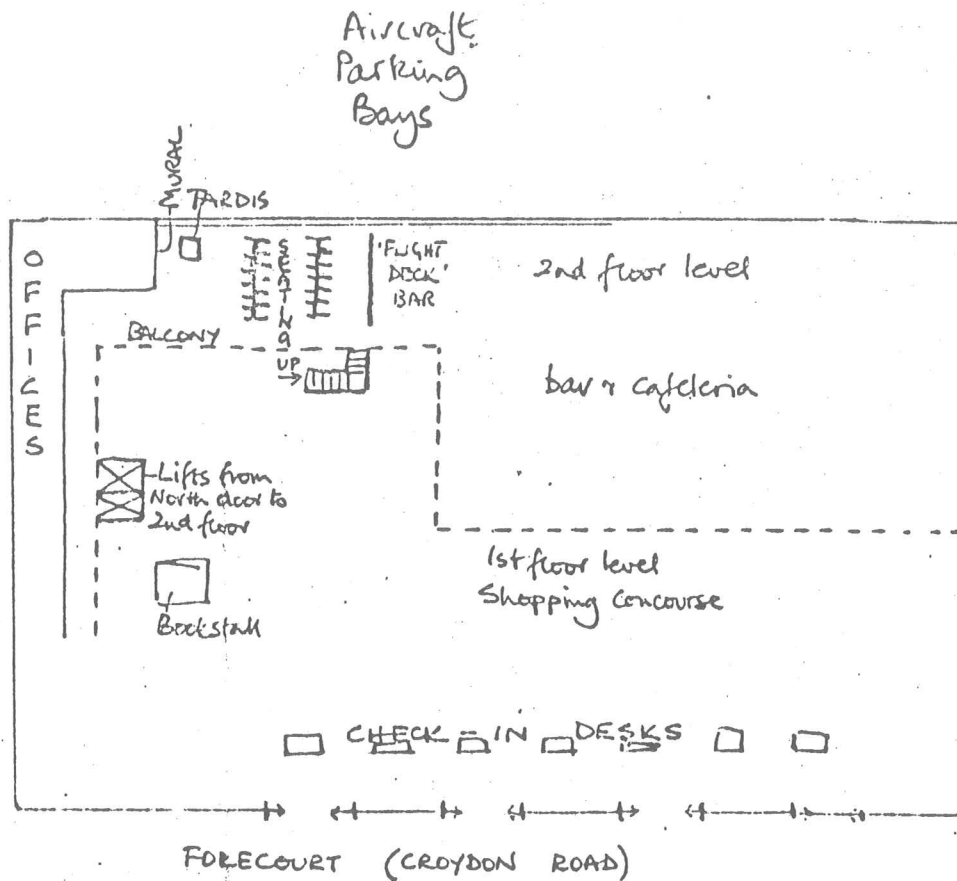 Aircraft
Parking
Bays
MURAL
TARDIS
OFFICES
SEATING
'FLIGHT
DECK'
BAR
2nd floor level
BALCONY
UP
bar & cafeteria
Lifts from
North door to
2nd floor
1st floor level
Shopping Concourse
Bookstall
CHECK-IN DESKS
FORECOURT (CROYDON ROAD)